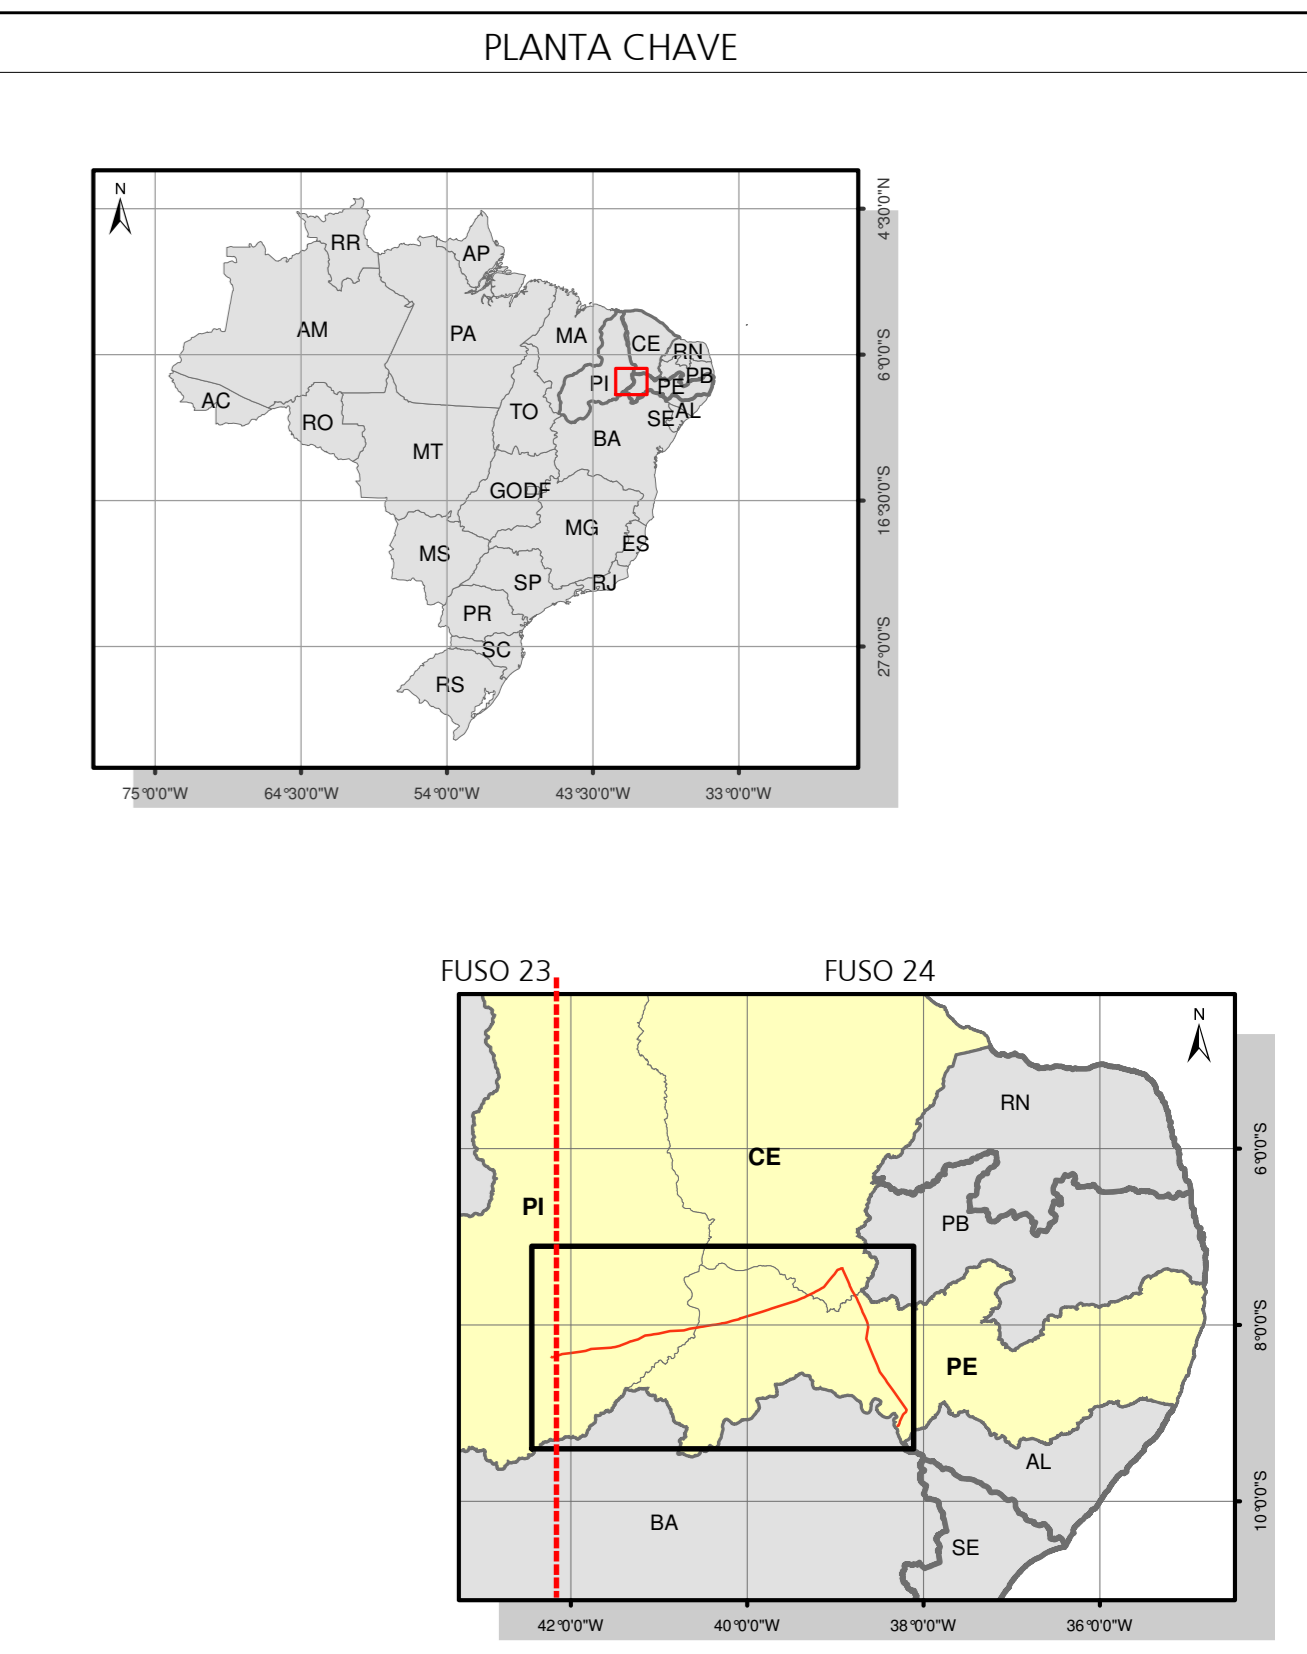 PLANTA CHAVE
N
4°30'0"N
RR
AP
AM
PA
MA
CE
RN
6°0'0"S
PI
PE
PB
AC
RO
TO
SE
AL
MT
BA
GO
DF
16°30'0"S
MG
MS
ES
SP
RJ
PR
SC
27°0'0"S
RS
75°0'0"W
64°30'0"W
54°0'0"W
43°30'0"W
33°0'0"W
FUSO 23
FUSO 24
N
RN
6°0'0"S
CE
PI
PB
8°0'0"S
PE
AL
10°0'0"S
BA
SE
42°0'0"W
40°0'0"W
38°0'0"W
36°0'0"W